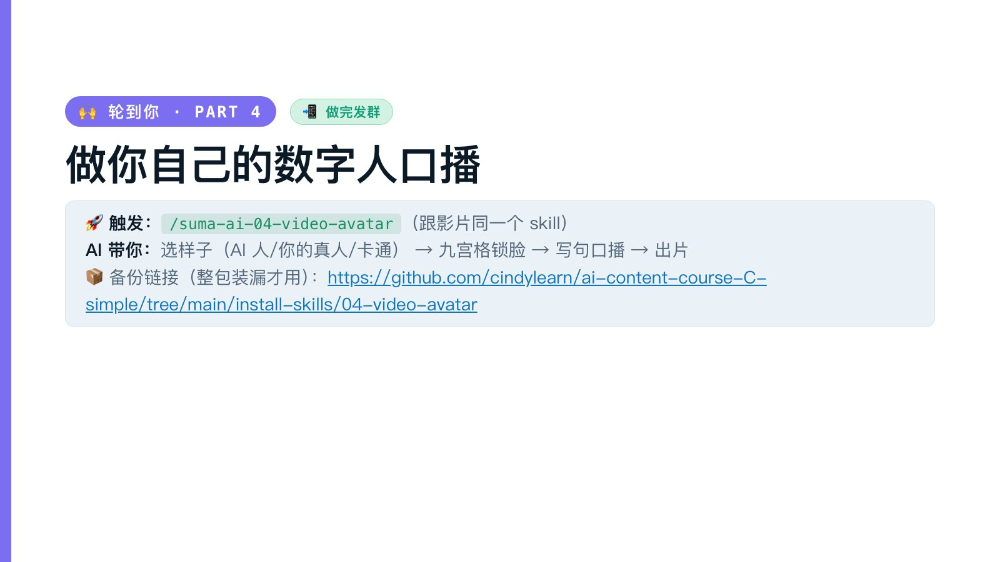 🙌 轮到你 · PART 4
📲 做完发群
做你自己的数字人口播
🚀 触发：/suma-ai-04-video-avatar（跟影片同一个 skill）
AI 带你：选样子（AI 人/你的真人/卡通） → 九宫格锁脸 → 写句口播 → 出片
📦 备份链接（整包装漏才用）：https://github.com/cindylearn/ai-content-course-C-
simple/tree/main/install-skills/04-video-avatar